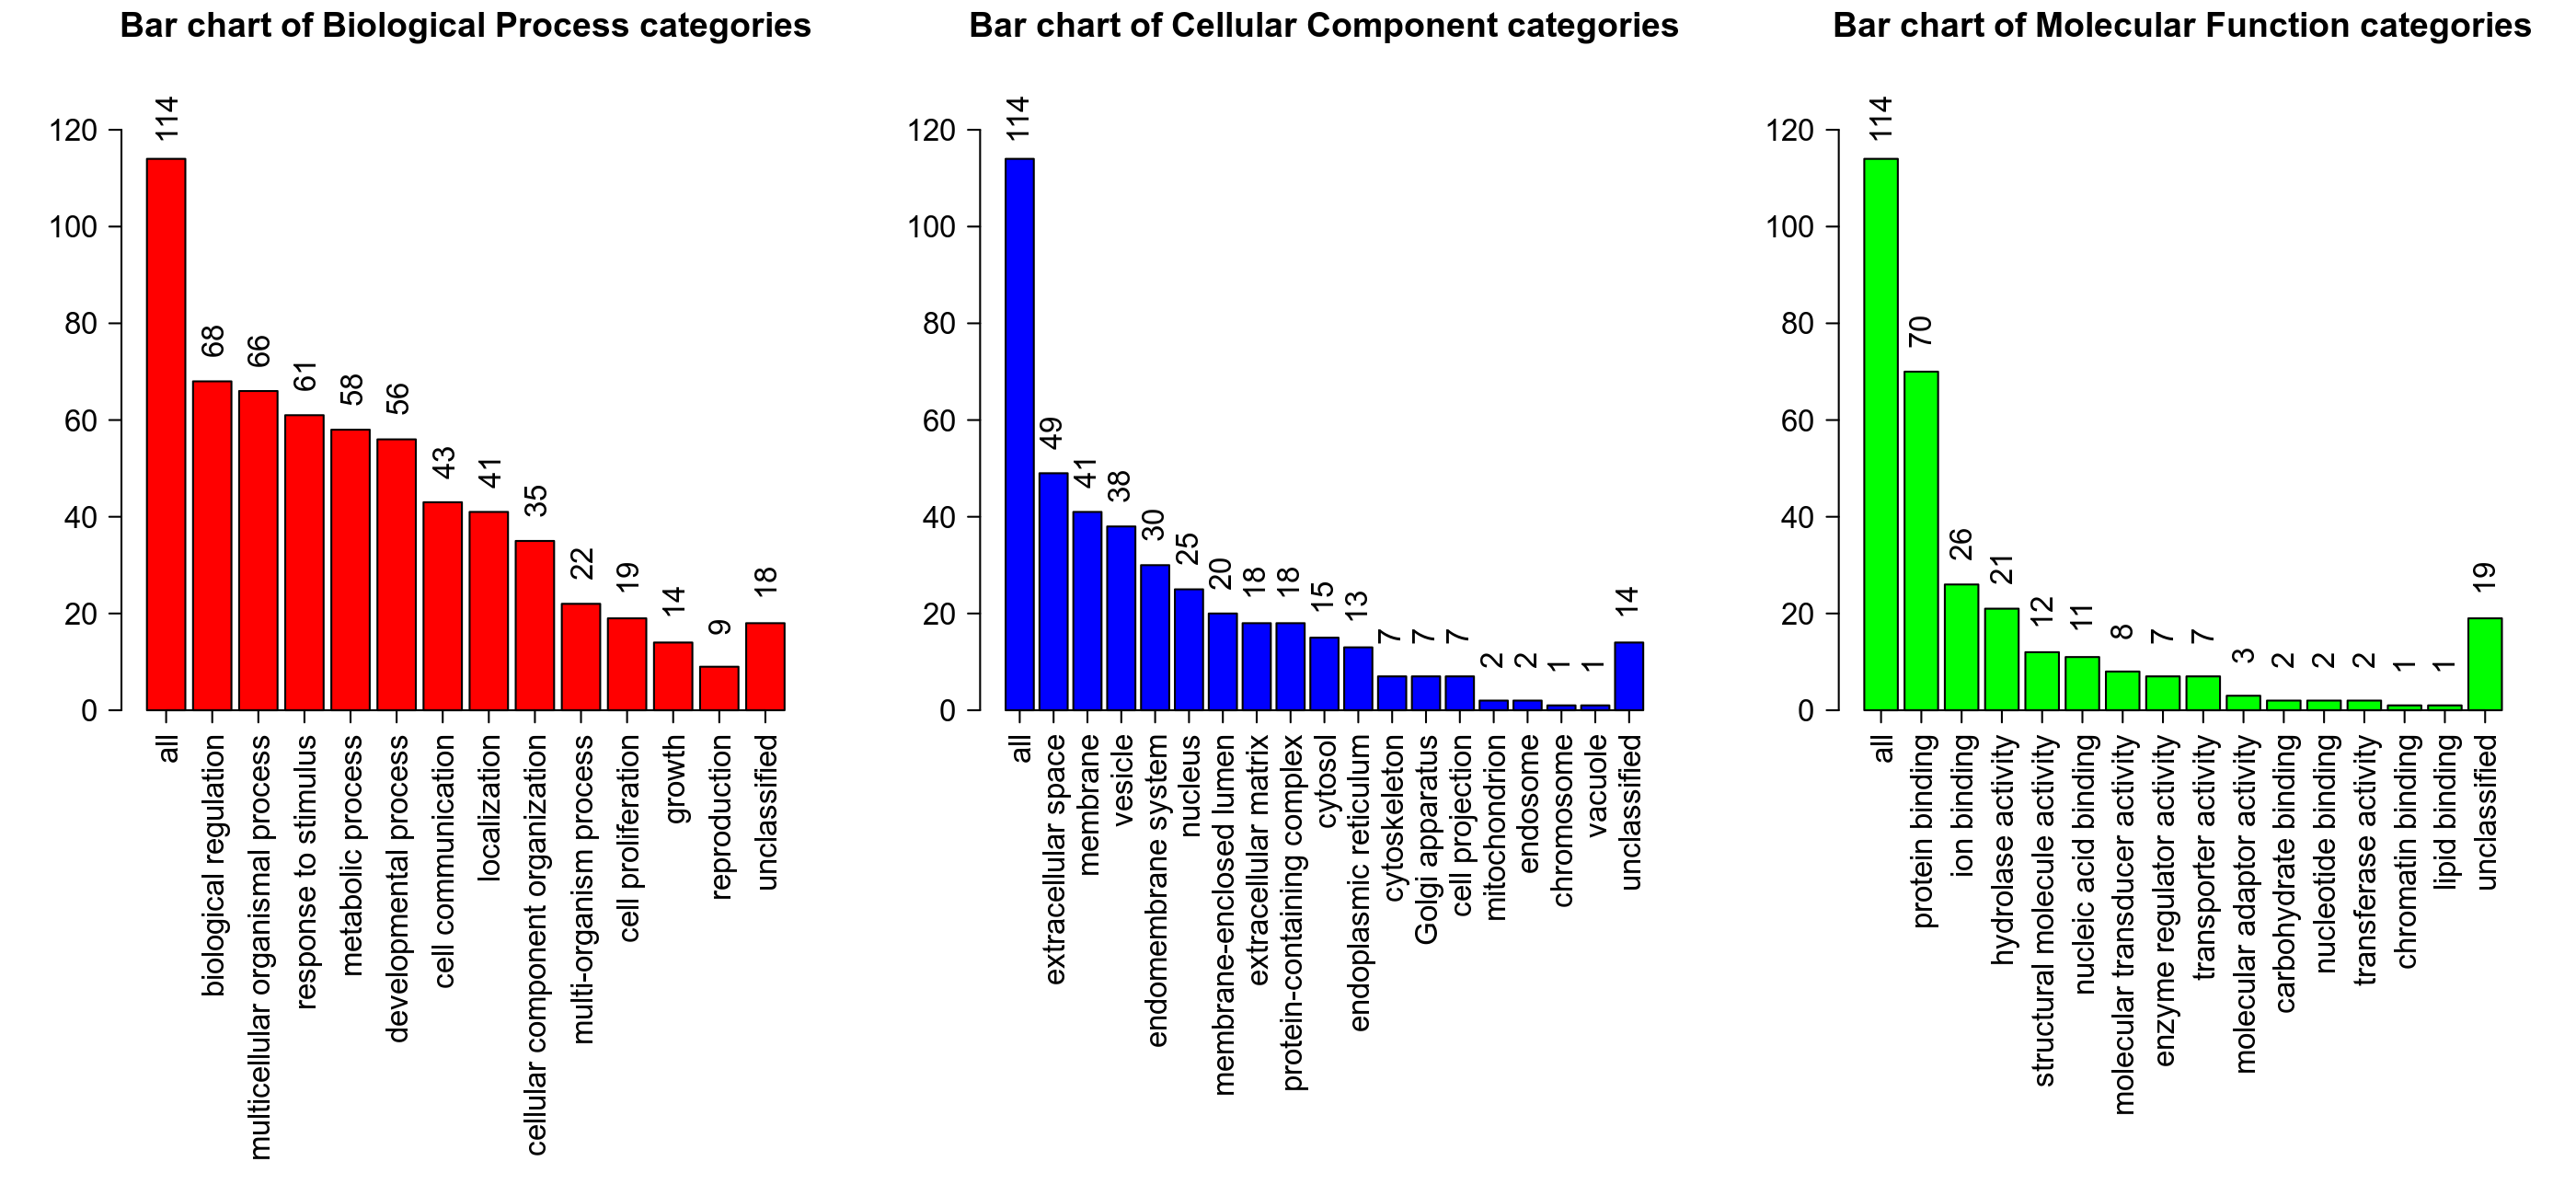 Bar chart of Biological Process categories
120
100
80
60
40
20
0
114
68
66
61
58
56
43
41
35
22
19
14
9
18
all
biological regulation
multicellular organismal process
response to stimulus
metabolic process
developmental process
cell communication
localization
cellular component organization
multi-organism process
cell proliferation
growth
reproduction
unclassified
Bar chart of Cellular Component categories
120
100
80
60
40
20
0
114
49
41
38
30
25
20
18
18
15
13
7
7
7
2
2
1
1
14
all
extracellular space
membrane
vesicle
endomembrane system
nucleus
membrane-enclosed lumen
extracellular matrix
protein-containing complex
cytosol
endoplasmic reticulum
cytoskeleton
Golgi apparatus
cell projection
mitochondrion
endosome
chromosome
vacuole
unclassified
Bar chart of Molecular Function categories
120
100
80
60
40
20
0
114
70
26
21
12
11
8
7
7
3
2
2
2
1
1
19
all
protein binding
ion binding
hydrolase activity
structural molecule activity
nucleic acid binding
molecular transducer activity
enzyme regulator activity
transporter activity
molecular adaptor activity
carbohydrate binding
nucleotide binding
transferase activity
chromatin binding
lipid binding
unclassified